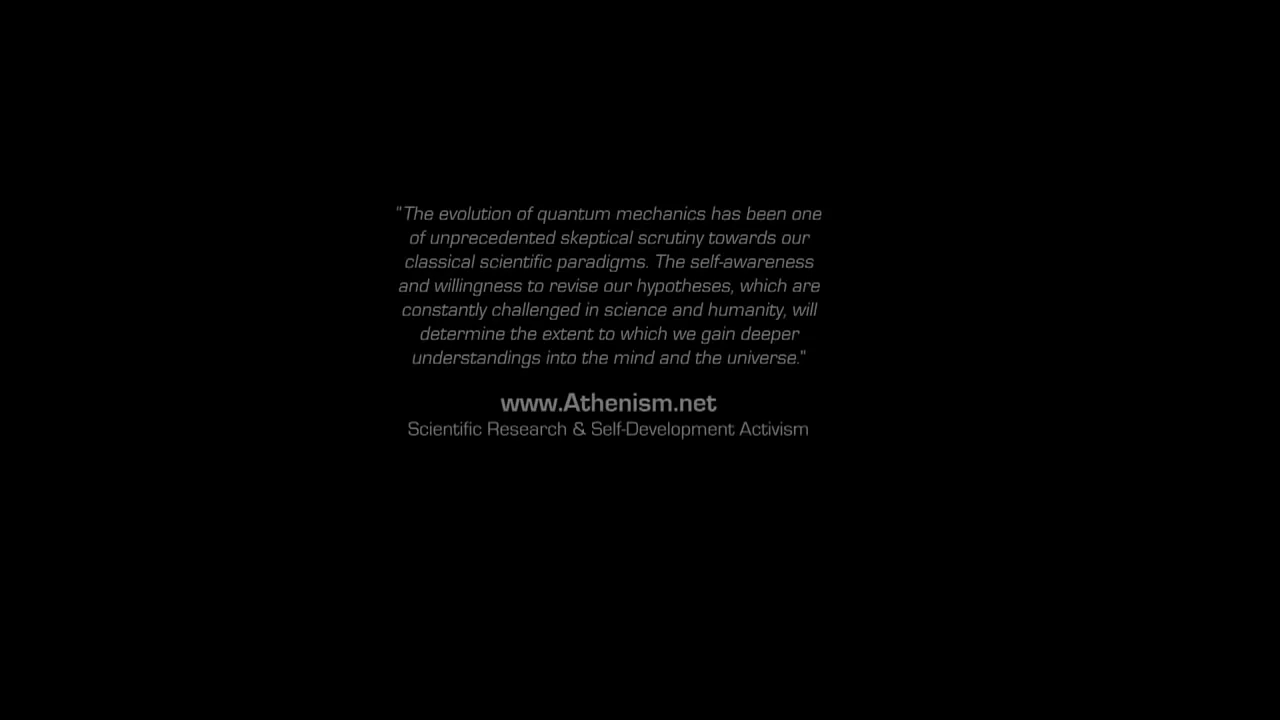 "The evolution of quantum mechanics has been one
of unprecedented skeptical scrutiny towards our
classical scientific paradigms. The self-awareness
and willingness to revise our hypotheses, which are
constantly challenged in science and humanity, will
determine the extent to which we gain deeper
understandings into the mind and the universe."
www.Athenism.net
Scientific Research & Self-Development Activism